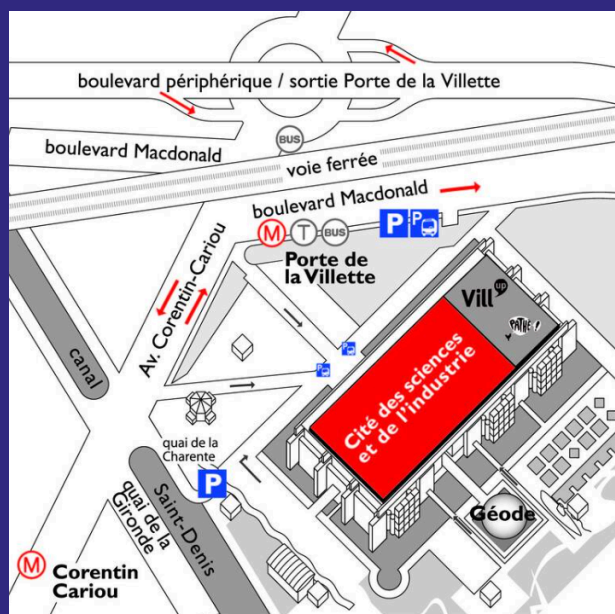 boulevard périphérique / sortie Porte de la Villette
boulevard Macdonald
BUS
voie ferrée
boulevard Macdonald
M T BUS
P P
Porte de
la Villette
Av. Corentin-Cariou
canal
Vill'up
PATHÉ!
P
P
Cité des sciences
et de l'industrie
quai de la
Charente
P
Saint-Denis
quai de la
Gironde
Géode
M
Corentin
Cariou